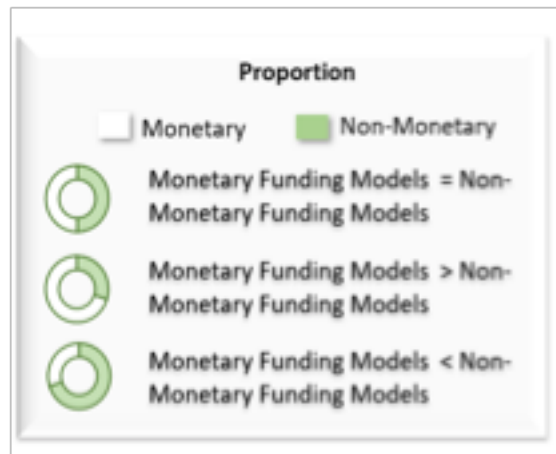 Proportion
Monetary Non-Monetary
Monetary Funding Models = Non-
Monetary Funding Models
Monetary Funding Models > Non-
Monetary Funding Models
Monetary Funding Models < Non-
Monetary Funding Models